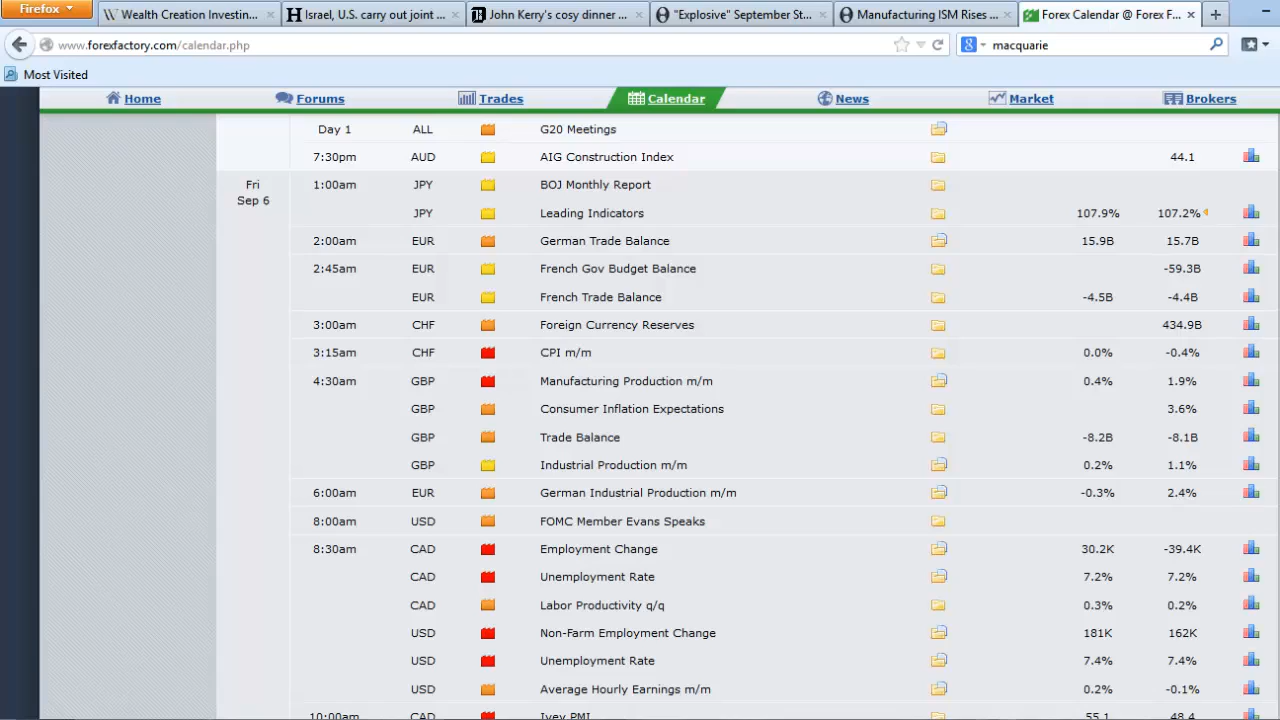 Firefox
Wealth Creation Investin... × Israel, U.S. carry out joint ... × John Kerry's cosy dinner ... × "Explosive" September St... × Manufacturing ISM Rises ... × Forex Calendar @ Forex F... ×
www.forexfactory.com/calendar.php macquarie
Most Visited
Home Forums Trades Calendar News Market Brokers
Day 1 ALL G20 Meetings
7:30pm AUD AIG Construction Index 44.1
Fri 1:00am JPY BOJ Monthly Report
Sep 6
JPY Leading Indicators 107.9% 107.2%
2:00am EUR German Trade Balance 15.9B 15.7B
2:45am EUR French Gov Budget Balance -59.3B
EUR French Trade Balance -4.5B -4.4B
3:00am CHF Foreign Currency Reserves 434.9B
3:15am CHF CPI m/m 0.0% -0.4%
4:30am GBP Manufacturing Production m/m 0.4% 1.9%
GBP Consumer Inflation Expectations 3.6%
GBP Trade Balance -8.2B -8.1B
GBP Industrial Production m/m 0.2% 1.1%
6:00am EUR German Industrial Production m/m -0.3% 2.4%
8:00am USD FOMC Member Evans Speaks
8:30am CAD Employment Change 30.2K -39.4K
CAD Unemployment Rate 7.2% 7.2%
CAD Labor Productivity q/q 0.3% 0.2%
USD Non-Farm Employment Change 181K 162K
USD Unemployment Rate 7.4% 7.4%
USD Average Hourly Earnings m/m 0.2% -0.1%
10:00am CAD Ivey PMI 55.1 48.4